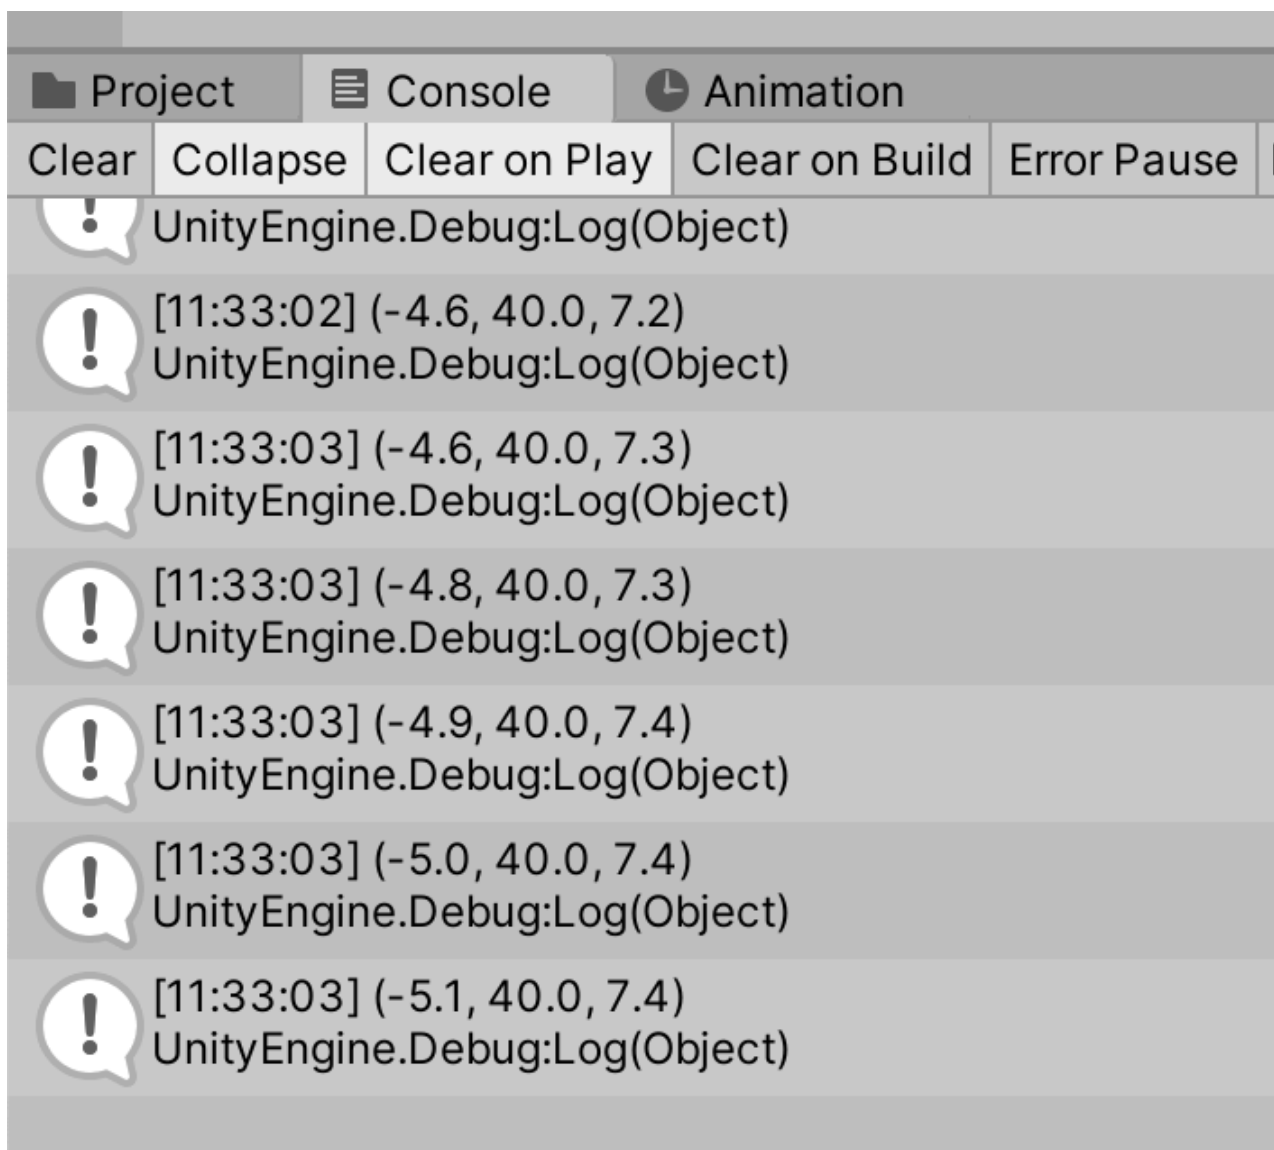 Project
Console
Animation
Clear
Collapse
Clear on Play
Clear on Build
Error Pause
UnityEngine.Debug:Log(Object)
[11:33:02] (-4.6, 40.0, 7.2)
UnityEngine.Debug:Log(Object)
[11:33:03] (-4.6, 40.0, 7.3)
UnityEngine.Debug:Log(Object)
[11:33:03] (-4.8, 40.0, 7.3)
UnityEngine.Debug:Log(Object)
[11:33:03] (-4.9, 40.0, 7.4)
UnityEngine.Debug:Log(Object)
[11:33:03] (-5.0, 40.0, 7.4)
UnityEngine.Debug:Log(Object)
[11:33:03] (-5.1, 40.0, 7.4)
UnityEngine.Debug:Log(Object)